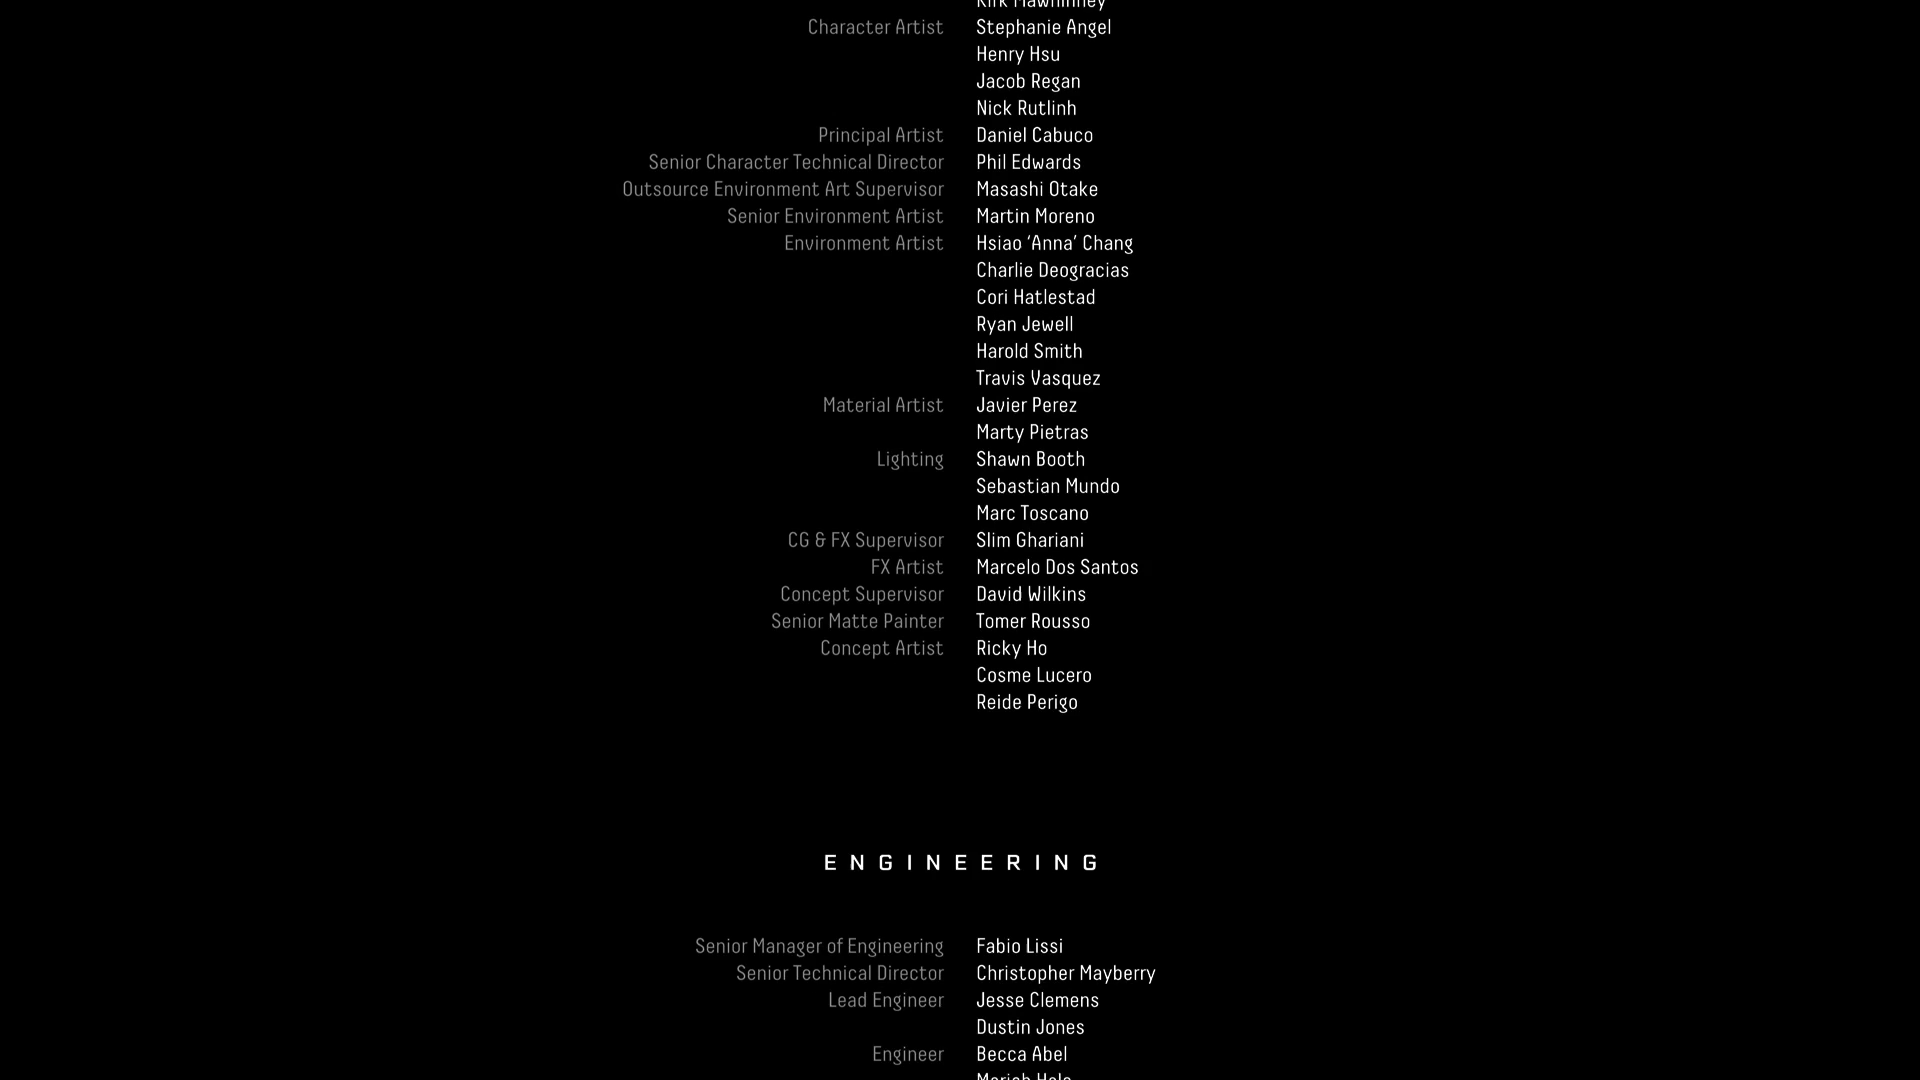 Kirk Mawhinney
Character Artist Stephanie Angel
Henry Hsu
Jacob Regan
Nick Rutlinh
Principal Artist Daniel Cabuco
Senior Character Technical Director Phil Edwards
Outsource Environment Art Supervisor Masashi Otake
Senior Environment Artist Martin Moreno
Environment Artist Hsiao ‘Anna’ Chang
Charlie Deogracias
Cori Hatlestad
Ryan Jewell
Harold Smith
Travis Vasquez
Material Artist Javier Perez
Marty Pietras
Lighting Shawn Booth
Sebastian Mundo
Marc Toscano
CG & FX Supervisor Slim Ghariani
FX Artist Marcelo Dos Santos
Concept Supervisor David Wilkins
Senior Matte Painter Tomer Rousso
Concept Artist Ricky Ho
Cosme Lucero
Reide Perigo
ENGINEERING
Senior Manager of Engineering Fabio Lissi
Senior Technical Director Christopher Mayberry
Lead Engineer Jesse Clemens
Dustin Jones
Engineer Becca Abel